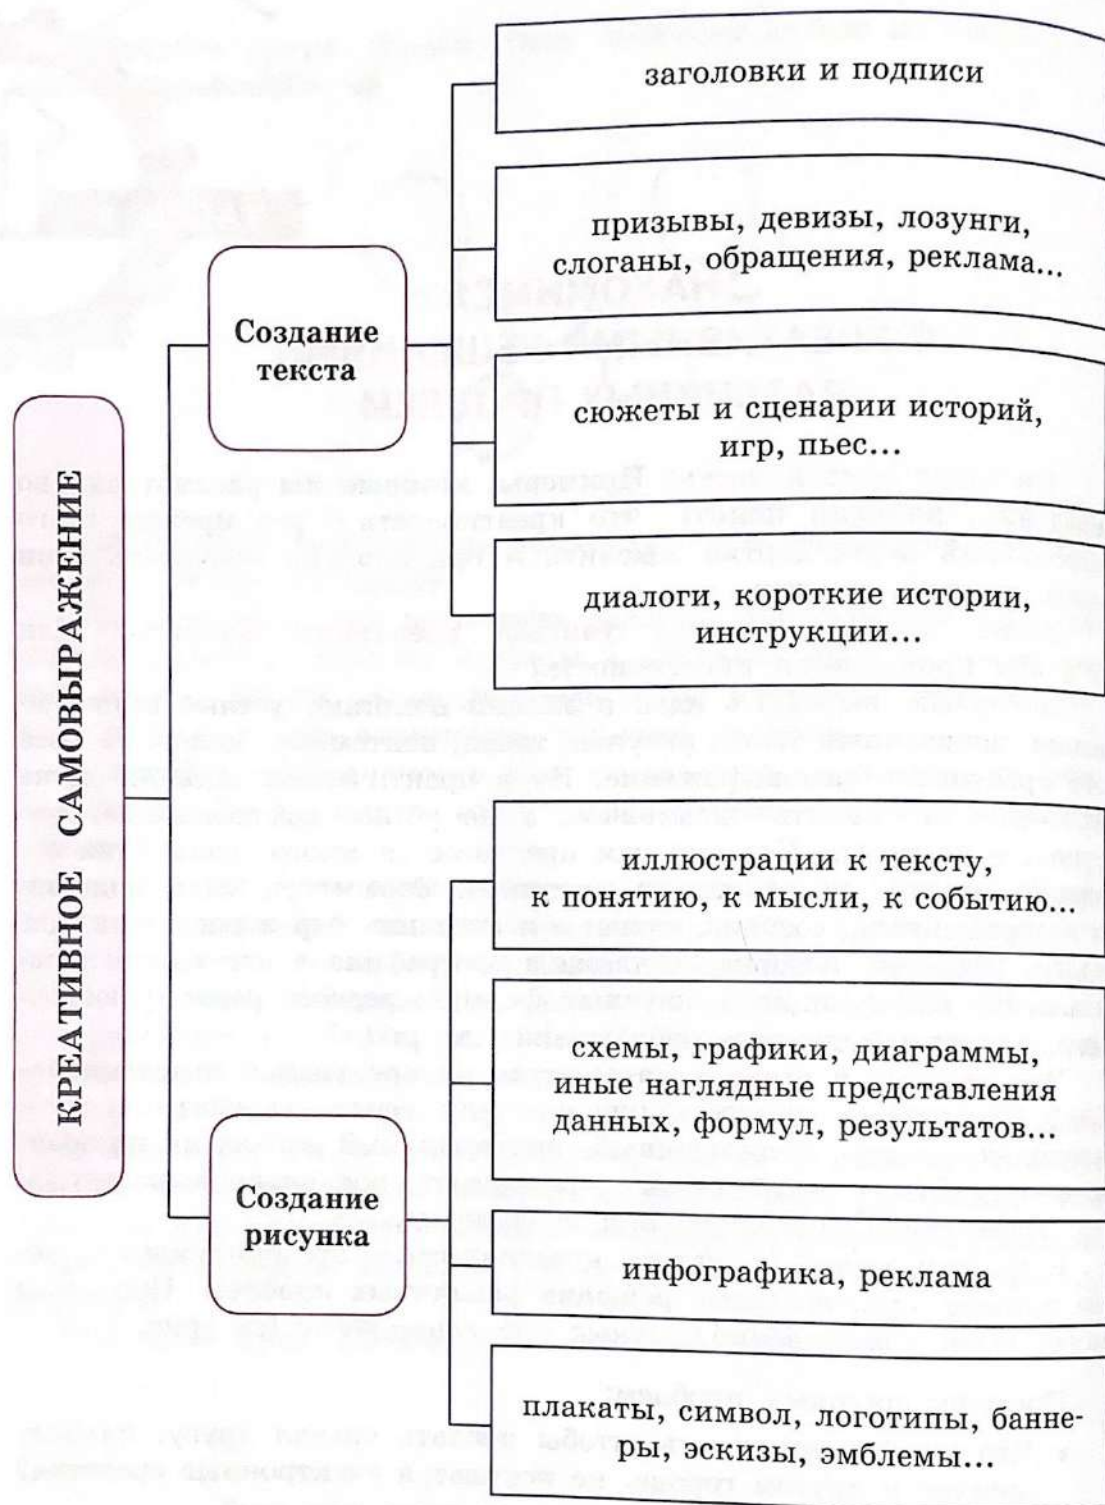 КРЕАТИВНОЕ САМОВЫРАЖЕНИЕ
Создание
текста
заголовки и подписи
призывы, девизы, лозунги,
слоганы, обращения, реклама...
сюжеты и сценарии историй,
игр, пьес...
диалоги, короткие истории,
инструкции...
Создание
рисунка
иллюстрации к тексту,
к понятию, к мысли, к событию...
схемы, графики, диаграммы,
иные наглядные представления
данных, формул, результатов...
инфографика, реклама
плакаты, символ, логотипы, банне-
ры, эскизы, эмблемы...